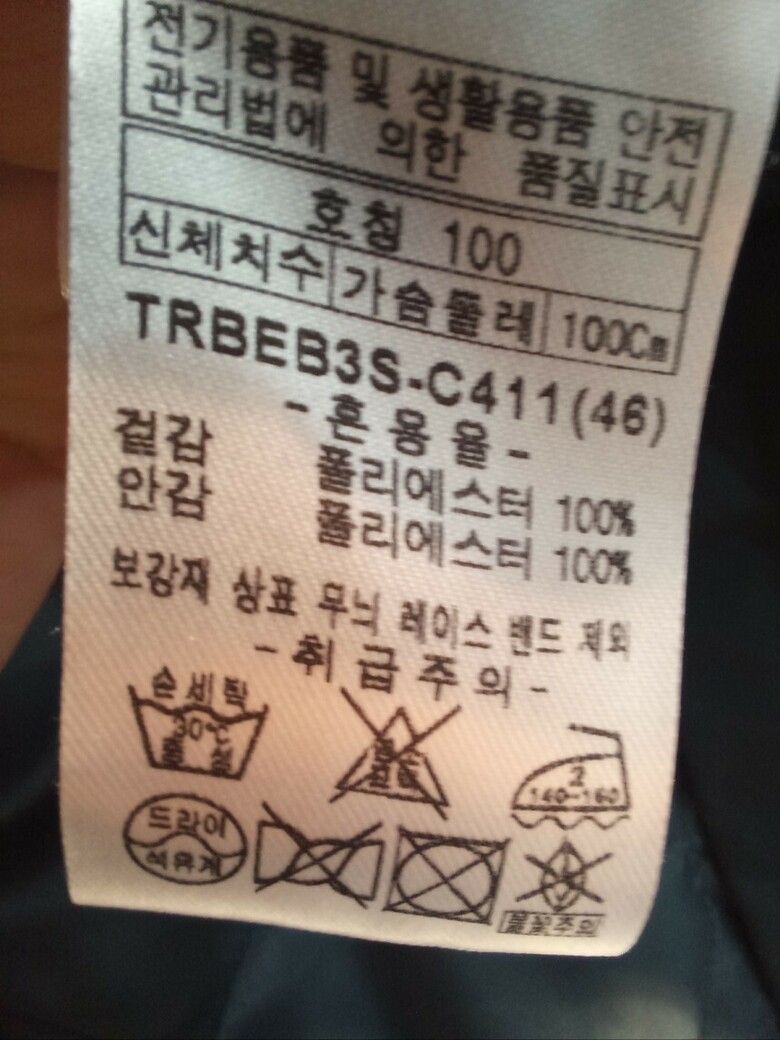 전기용품 및 생활용품 안전
관리법에 의한 품질표시
호칭 100
신체치수 가슴둘레 100Cm
TRBEB3S-C411(46)
- 혼용율 -
겉감 폴리에스터 100%
안감 폴리에스터 100%
보강재 상표 무늬 레이스 밴드 제외
- 취급주의 -
손세탁
30℃
중성
염소
표백
2
140~160
드라이
석유계
불꽃주의